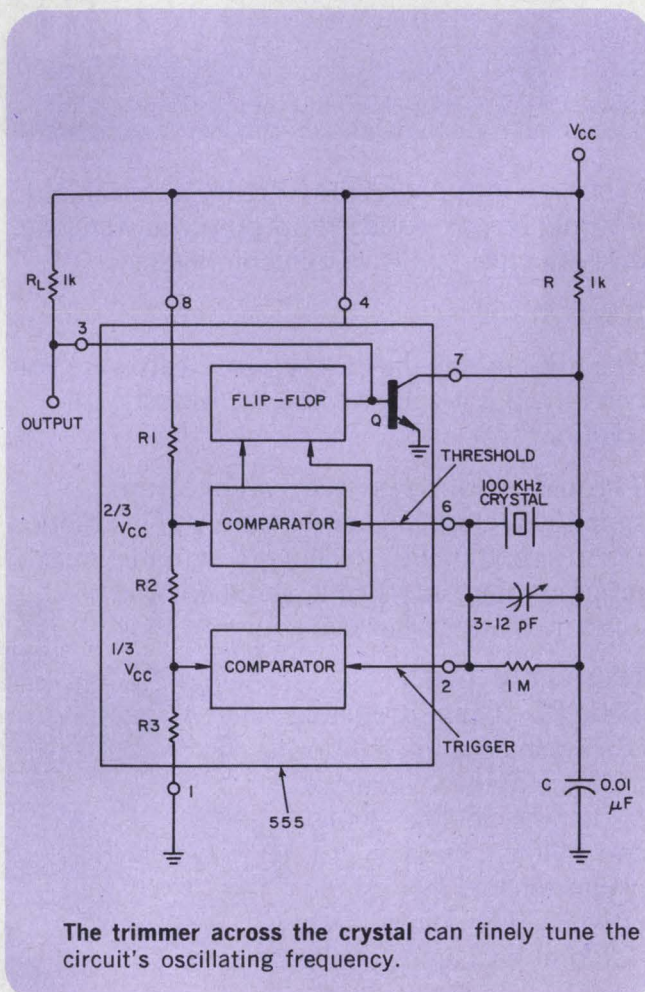 V_CC
R_L 1k
R 1k
8
4
3
7
OUTPUT
FLIP-FLOP
Q
R1
THRESHOLD
100 KHz
CRYSTAL
2/3
V_CC
COMPARATOR
6
R2
3-12 pF
1/3
V_CC
COMPARATOR
2
1 M
R3
TRIGGER
1
C 0.01
μF
555
The trimmer across the crystal can finely tune the
circuit's oscillating frequency.